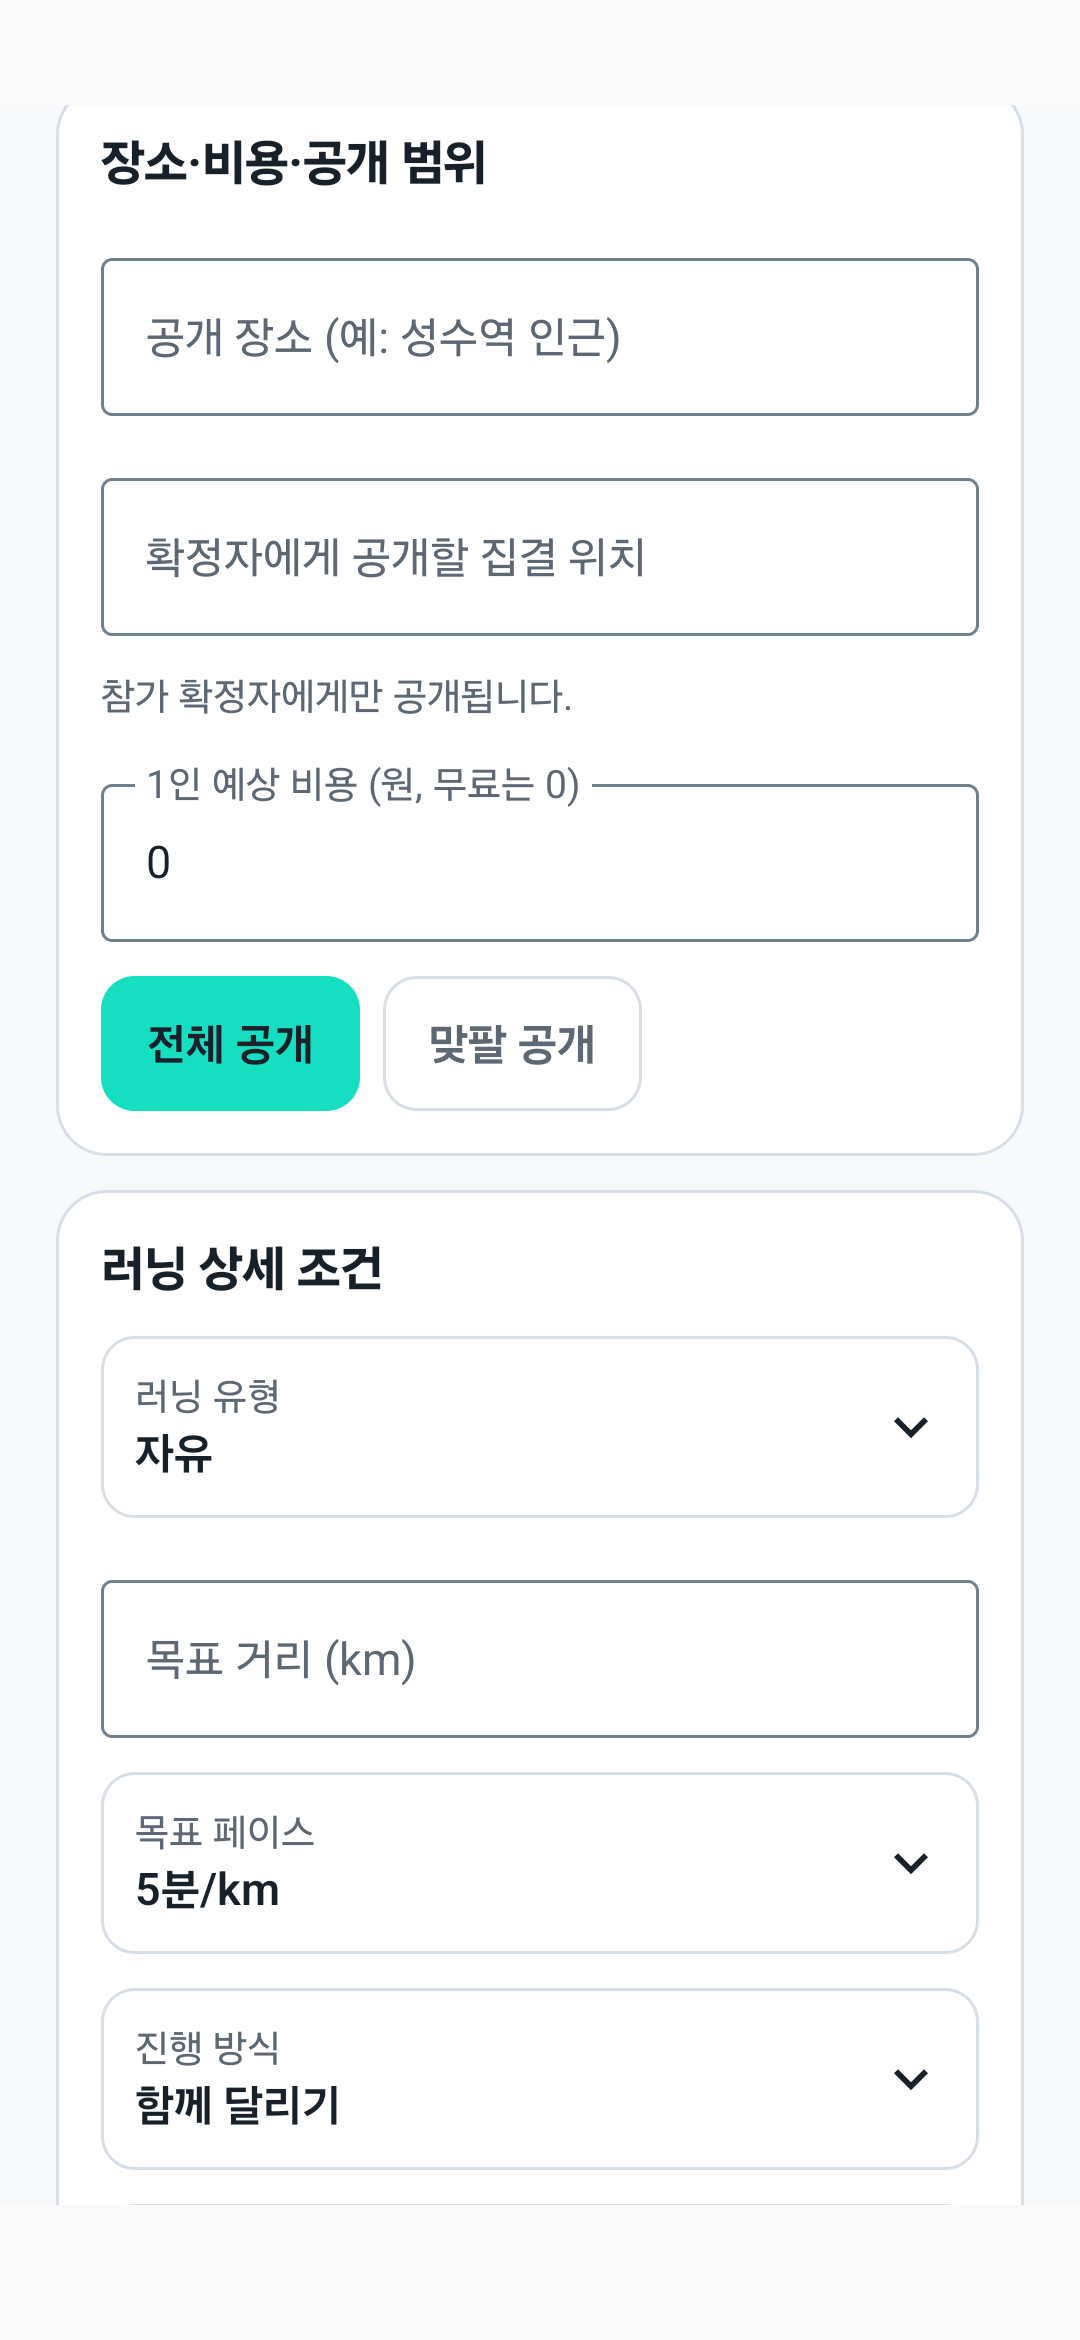 장소·비용·공개 범위
공개 장소 (예: 성수역 인근)
확정자에게 공개할 집결 위치
참가 확정자에게만 공개됩니다.
1인 예상 비용 (원, 무료는 0)
0
전체 공개
맞팔 공개
러닝 상세 조건
러닝 유형
자유
목표 거리 (km)
목표 페이스
5분/km
진행 방식
함께 달리기